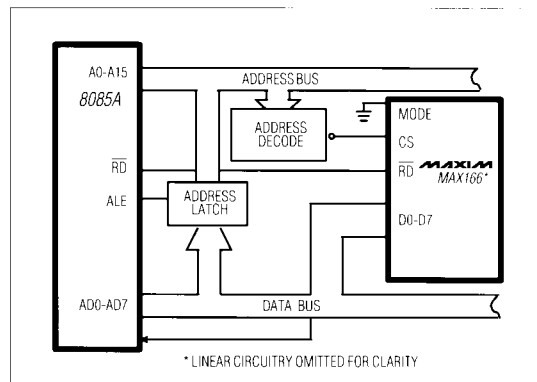 A0-A15
8085A
ADDRESS BUS
MODE
ADDRESS
DECODE
CS
RD
RD
MAXIM
MAX166*
ALE
ADDRESS
LATCH
D0-D7
AD0-AD7
DATA BUS
* LINEAR CIRCUITRY OMITTED FOR CLARITY